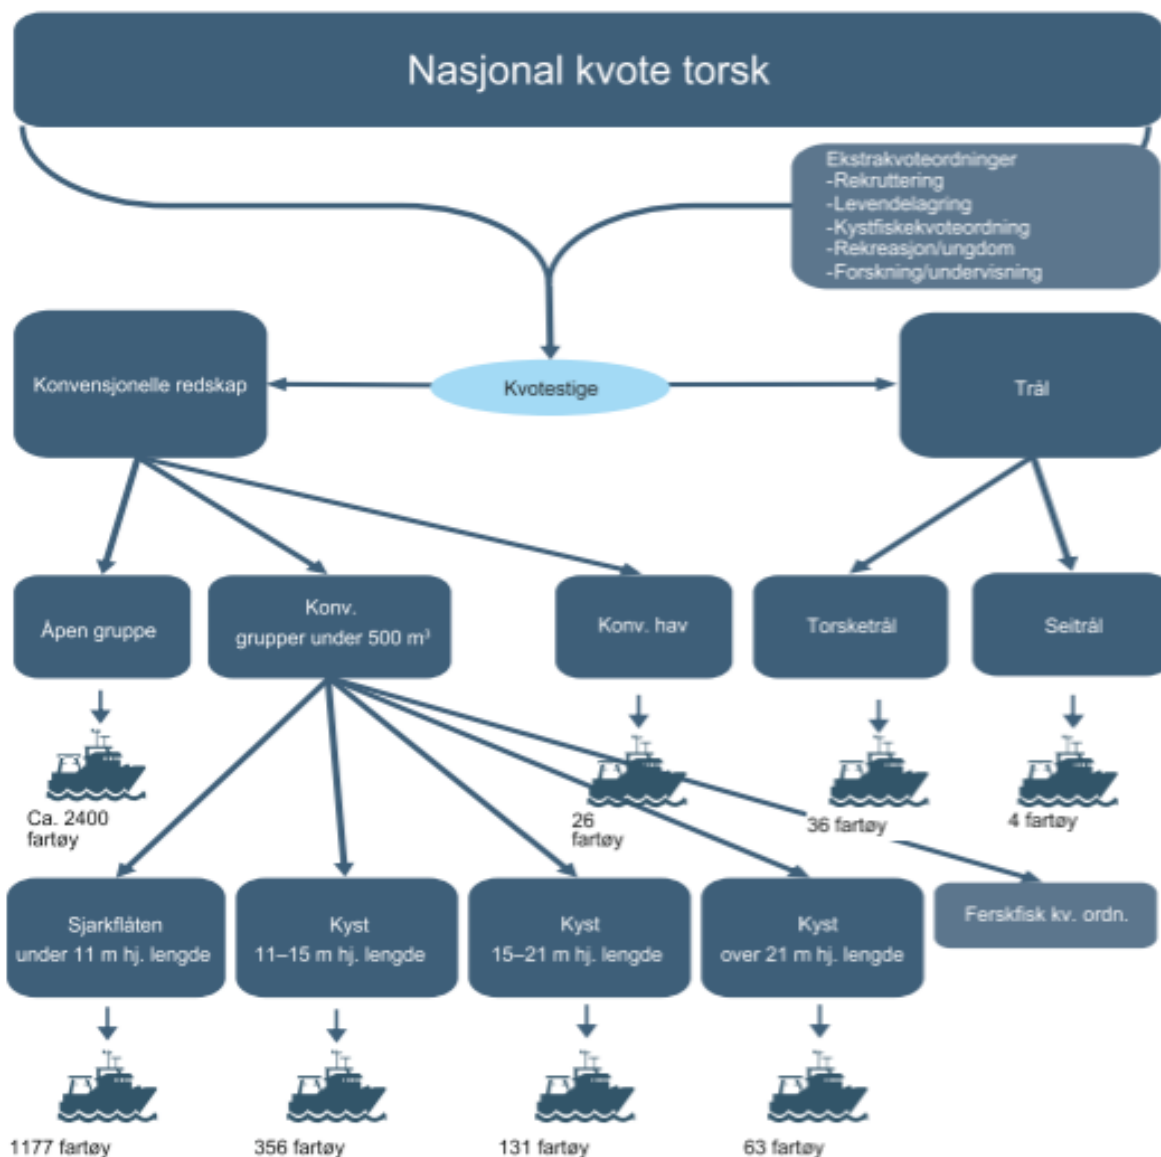 Nasjonal kvote torsk
Ekstrakvoteordninger
-Rekruttering
-Levendelagring
-Kystfiskekvoteordning
-Rekreasjon/ungdom
-Forskning/undervisning
Konvensjonelle redskap
Kvotestige
Trål
Åpen gruppe
Konv.
grupper under 500 m³
Konv. hav
Torsketrål
Seitrål
Ca. 2400
fartøy
26
fartøy
36 fartøy
4 fartøy
Sjarkflåten
under 11 m hj. lengde
Kyst
11–15 m hj. lengde
Kyst
15–21 m hj. lengde
Kyst
over 21 m hj. lengde
Ferskfisk kv. ordn.
1177 fartøy
356 fartøy
131 fartøy
63 fartøy